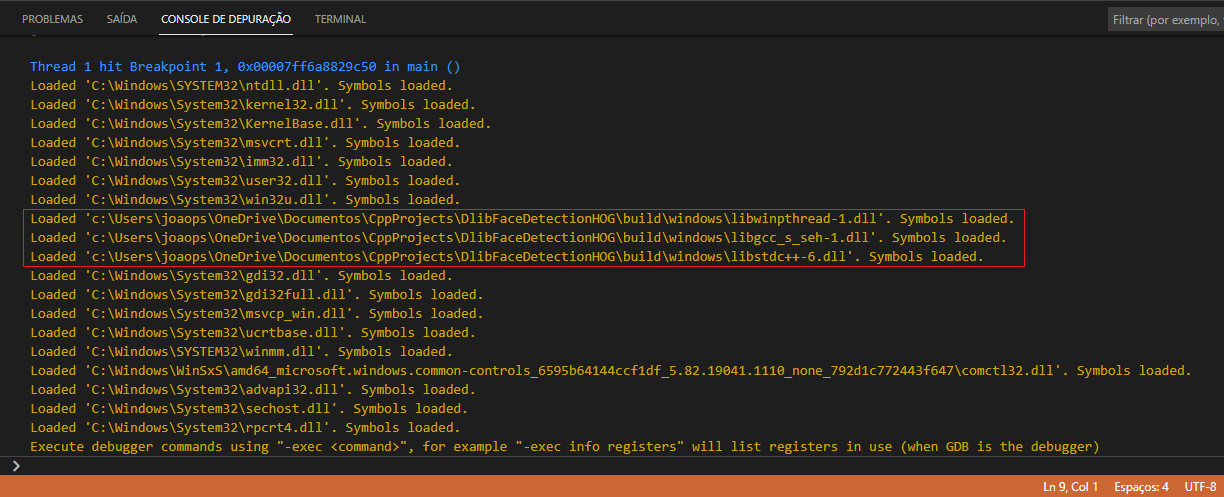 PROBLEMAS SAÍDA CONSOLE DE DEPURAÇÃO TERMINAL Filtrar (por exemplo,
Thread 1 hit Breakpoint 1, 0x00007ff6a8829c50 in main ()
Loaded 'C:\Windows\SYSTEM32\ntdll.dll'. Symbols loaded.
Loaded 'C:\Windows\System32\kernel32.dll'. Symbols loaded.
Loaded 'C:\Windows\System32\KernelBase.dll'. Symbols loaded.
Loaded 'C:\Windows\System32\msvcrt.dll'. Symbols loaded.
Loaded 'C:\Windows\System32\imm32.dll'. Symbols loaded.
Loaded 'C:\Windows\System32\user32.dll'. Symbols loaded.
Loaded 'C:\Windows\System32\win32u.dll'. Symbols loaded.
Loaded 'c:\Users\joaops\OneDrive\Documentos\CppProjects\DlibFaceDetectionHOG\build\windows\libwinpthread-1.dll'. Symbols loaded.
Loaded 'c:\Users\joaops\OneDrive\Documentos\CppProjects\DlibFaceDetectionHOG\build\windows\libgcc_s_seh-1.dll'. Symbols loaded.
Loaded 'c:\Users\joaops\OneDrive\Documentos\CppProjects\DlibFaceDetectionHOG\build\windows\libstdc++-6.dll'. Symbols loaded.
Loaded 'C:\Windows\System32\gdi32.dll'. Symbols loaded.
Loaded 'C:\Windows\System32\gdi32full.dll'. Symbols loaded.
Loaded 'C:\Windows\System32\msvcp_win.dll'. Symbols loaded.
Loaded 'C:\Windows\System32\ucrtbase.dll'. Symbols loaded.
Loaded 'C:\Windows\SYSTEM32\winmm.dll'. Symbols loaded.
Loaded 'C:\Windows\WinSxS\amd64_microsoft.windows.common-controls_6595b64144ccf1df_5.82.19041.1110_none_792d1c772443f647\comctl32.dll'. Symbols loaded.
Loaded 'C:\Windows\System32\advapi32.dll'. Symbols loaded.
Loaded 'C:\Windows\System32\sechost.dll'. Symbols loaded.
Loaded 'C:\Windows\System32\rpcrt4.dll'. Symbols loaded.
Execute debugger commands using "-exec <command>", for example "-exec info registers" will list registers in use (when GDB is the debugger)
Ln 9, Col 1 Espaços: 4 UTF-8